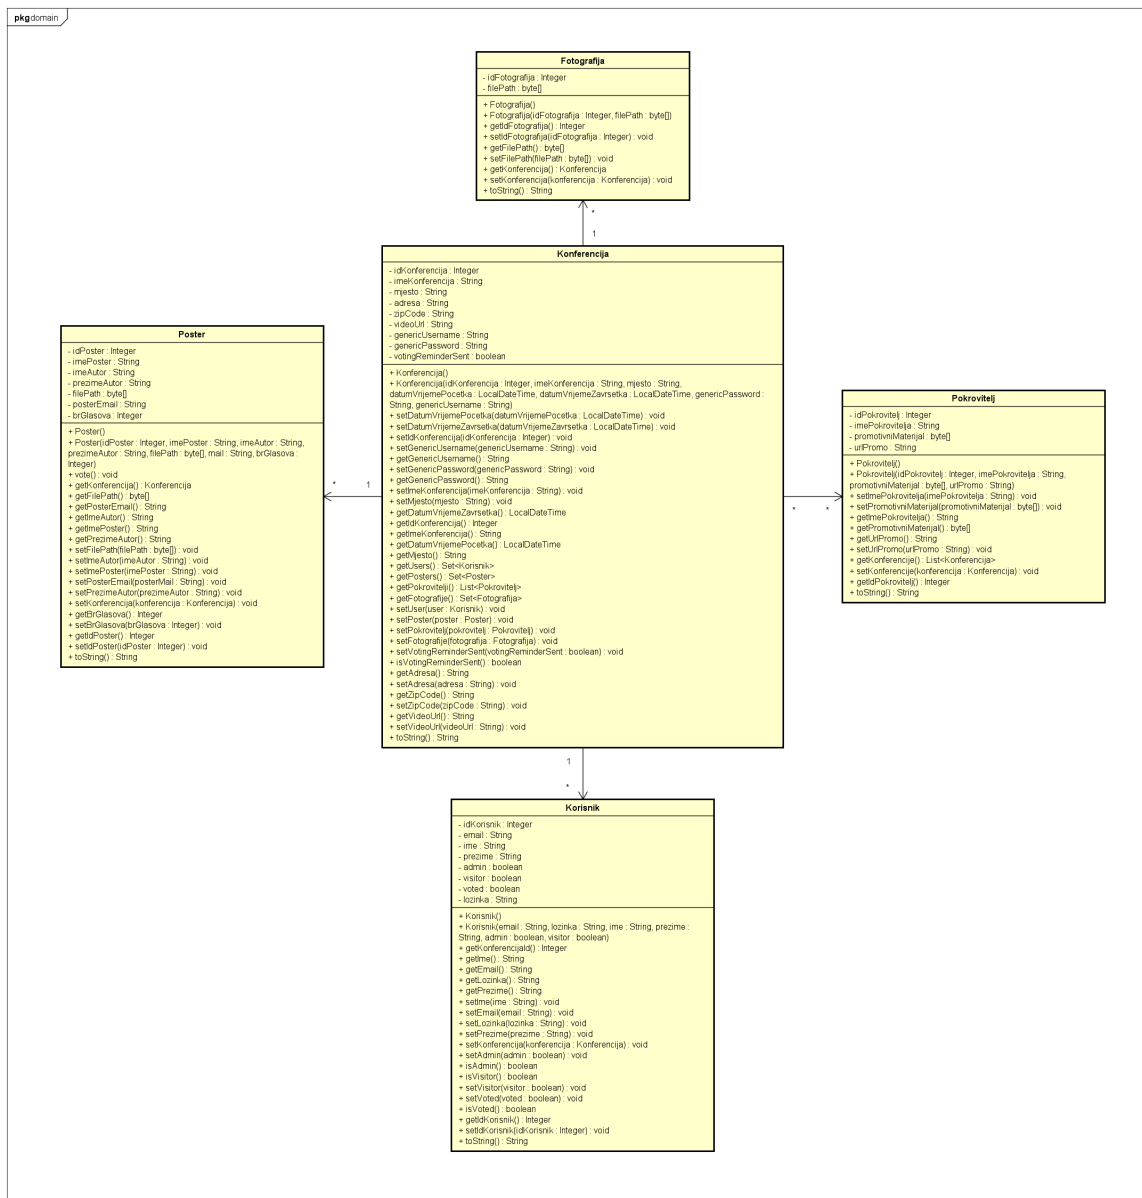 pkg domain
Fotografija
- idFotografija : Integer
- filePath : byte[]
+ Fotografija()
+ Fotografija(idFotografija : Integer, filePath : byte[])
+ getIdFotografija() : Integer
+ setIdFotografija(idFotografija : Integer) : void
+ getFilePath() : byte[]
+ setFilePath(filePath : byte[]) : void
+ getKonferencija() : Konferencija
+ setKonferencija(konferencija : Konferencija) : void
+ toString() : String
*
1
Konferencija
- idKonferencija : Integer
- imeKonferencija : String
- mjesto : String
- adresa : String
- zipCode : String
- videoUrl : String
- genericUsername : String
- genericPassword : String
- votingReminderSent : boolean
+ Konferencija()
+ Konferencija(idKonferencija : Integer, imeKonferencija : String, mjesto : String,
datumVrijemePocetka : LocalDateTime, datumVrijemeZavrsetka : LocalDateTime, genericPassword :
String, genericUsername : String)
+ setDatumVrijemePocetka(datumVrijemePocetka : LocalDateTime) : void
+ setDatumVrijemeZavrsetka(datumVrijemeZavrsetka : LocalDateTime) : void
+ setIdKonferencija(idKonferencija : Integer) : void
+ setGenericUsername(genericUsername : String) : void
+ getGenericUsername() : String
+ setGenericPassword(genericPassword : String) : void
+ getGenericPassword() : String
+ setImeKonferencija(imeKonferencija : String) : void
+ setMjesto(mjesto : String) : void
+ getDatumVrijemeZavrsetka() : LocalDateTime
+ getIdKonferencija() : Integer
+ getImeKonferencija() : String
+ getDatumVrijemePocetka() : LocalDateTime
+ getMjesto() : String
+ getUsers() : Set<Korisnik>
+ getPosters() : Set<Poster>
+ getPokrovitelji() : List<Pokrovitelj>
+ getFotografije() : Set<Fotografija>
+ setUser(user : Korisnik) : void
+ setPoster(poster : Poster) : void
+ setPokrovitelj(pokrovitelj : Pokrovitelj) : void
+ setFotografije(fotografija : Fotografija) : void
+ setVotingReminderSent(votingReminderSent : boolean) : void
+ isVotingReminderSent() : boolean
+ getAdresa() : String
+ setAdresa(adresa : String) : void
+ getZipCode() : String
+ setZipCode(zipCode : String) : void
+ getVideoUrl() : String
+ setVideoUrl(videoUrl : String) : void
+ toString() : String
Poster
- idPoster : Integer
- imePoster : String
- imeAutor : String
- prezimeAutor : String
- filePath : byte[]
- posterEmail : String
- brGlasova : Integer
+ Poster()
+ Poster(idPoster : Integer, imePoster : String, imeAutor : String,
prezimeAutor : String, filePath : byte[], mail : String, brGlasova :
Integer)
+ vote() : void
+ getKonferencija() : Konferencija
+ getFilePath() : byte[]
+ getPosterEmail() : String
+ getImeAutor() : String
+ getImePoster() : String
+ getPrezimeAutor() : String
+ setFilePath(filePath : byte[]) : void
+ setImeAutor(imeAutor : String) : void
+ setImePoster(imePoster : String) : void
+ setPosterEmail(posterMail : String) : void
+ setPrezimeAutor(prezimeAutor : String) : void
+ setKonferencija(konferencija : Konferencija) : void
+ getBrGlasova() : Integer
+ setBrGlasova(brGlasova : Integer) : void
+ getIdPoster() : Integer
+ setIdPoster(idPoster : Integer) : void
+ toString() : String
* 1
Pokrovitelj
- idPokrovitelj : Integer
- imePokrovitelja : String
- promotivniMaterijal : byte[]
- urlPromo : String
+ Pokrovitelj()
+ Pokrovitelj(idPokrovitelj : Integer, imePokrovitelja : String,
promotivniMaterijal : byte[], urlPromo : String)
+ setImePokrovitelja(imePokrovitelja : String) : void
+ setPromotivniMaterijal(promotivniMaterijal : byte[]) : void
+ getImePokrovitelja() : String
+ getPromotivniMaterijal() : byte[]
+ getUrlPromo() : String
+ setUrlPromo(urlPromo : String) : void
+ getKonferencije() : List<Konferencija>
+ setKonferencije(konferencija : Konferencija) : void
+ getIdPokrovitelj() : Integer
+ toString() : String
* *
1
*
Korisnik
- idKorisnik : Integer
- email : String
- ime : String
- prezime : String
- admin : boolean
- visitor : boolean
- voted : boolean
- lozinka : String
+ Korisnik()
+ Korisnik(email : String, lozinka : String, ime : String, prezime :
String, admin : boolean, visitor : boolean)
+ getKonferencijaId() : Integer
+ getIme() : String
+ getEmail() : String
+ getLozinka() : String
+ getPrezime() : String
+ setIme(ime : String) : void
+ setEmail(email : String) : void
+ setLozinka(lozinka : String) : void
+ setPrezime(prezime : String) : void
+ setKonferencija(konferencija : Konferencija) : void
+ setAdmin(admin : boolean) : void
+ isAdmin() : boolean
+ isVisitor() : boolean
+ setVisitor(visitor : boolean) : void
+ setVoted(voted : boolean) : void
+ isVoted() : boolean
+ getIdKorisnik() : Integer
+ setIdKorisnik(idKorisnik : Integer) : void
+ toString() : String